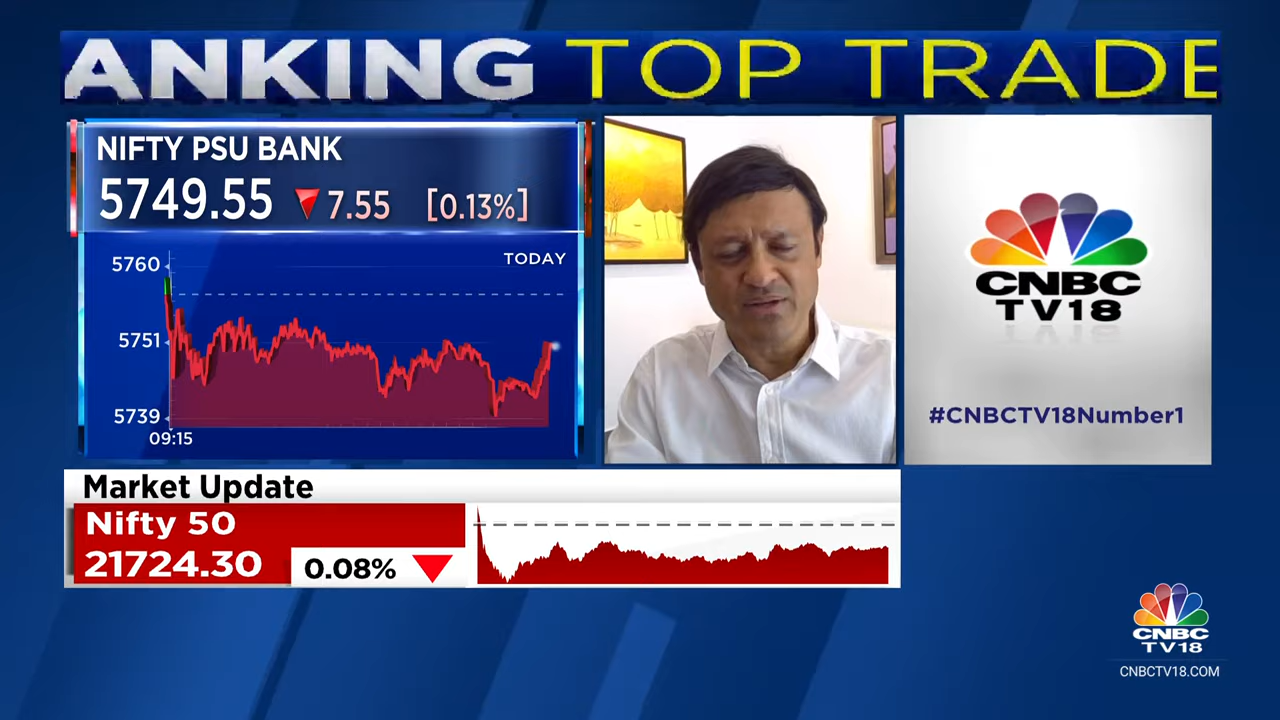 ANKING TOP TRADE
NIFTY PSU BANK
5749.55 7.55 [0.13%]
TODAY
5760
5751
5739
09:15
CNBC
TV18
#CNBCTV18Number1
Market Update
Nifty 50
21724.30 0.08%
CNBC
TV18
CNBCTV18.COM